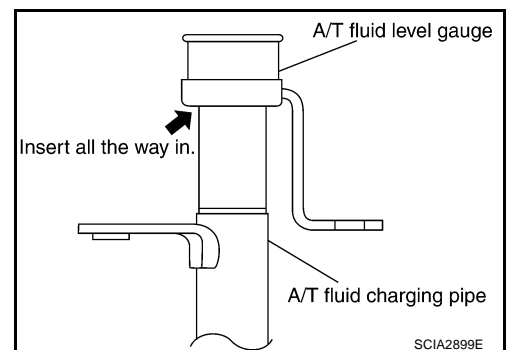 A/T fluid level gauge
Insert all the way in.
A/T fluid charging pipe
SCIA2899E